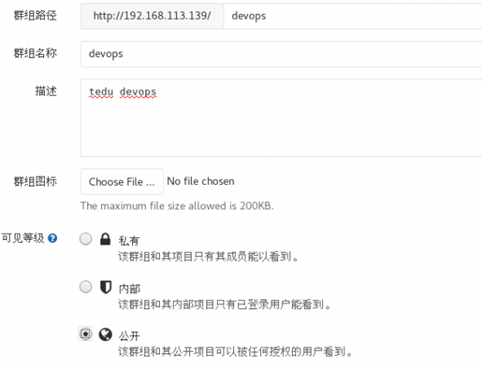 群组路径 http://192.168.113.139/ devops
群组名称 devops
描述 tedu devops
群组图标 Choose File ... No file chosen
The maximum file size allowed is 200KB.
可见等级 ? 私有
该群组和其项目只有其成员能以看到。
内部
该群组和其内部项目只有已登录用户能看到。
公开
该群组和其公开项目可以被任何授权的用户看到。